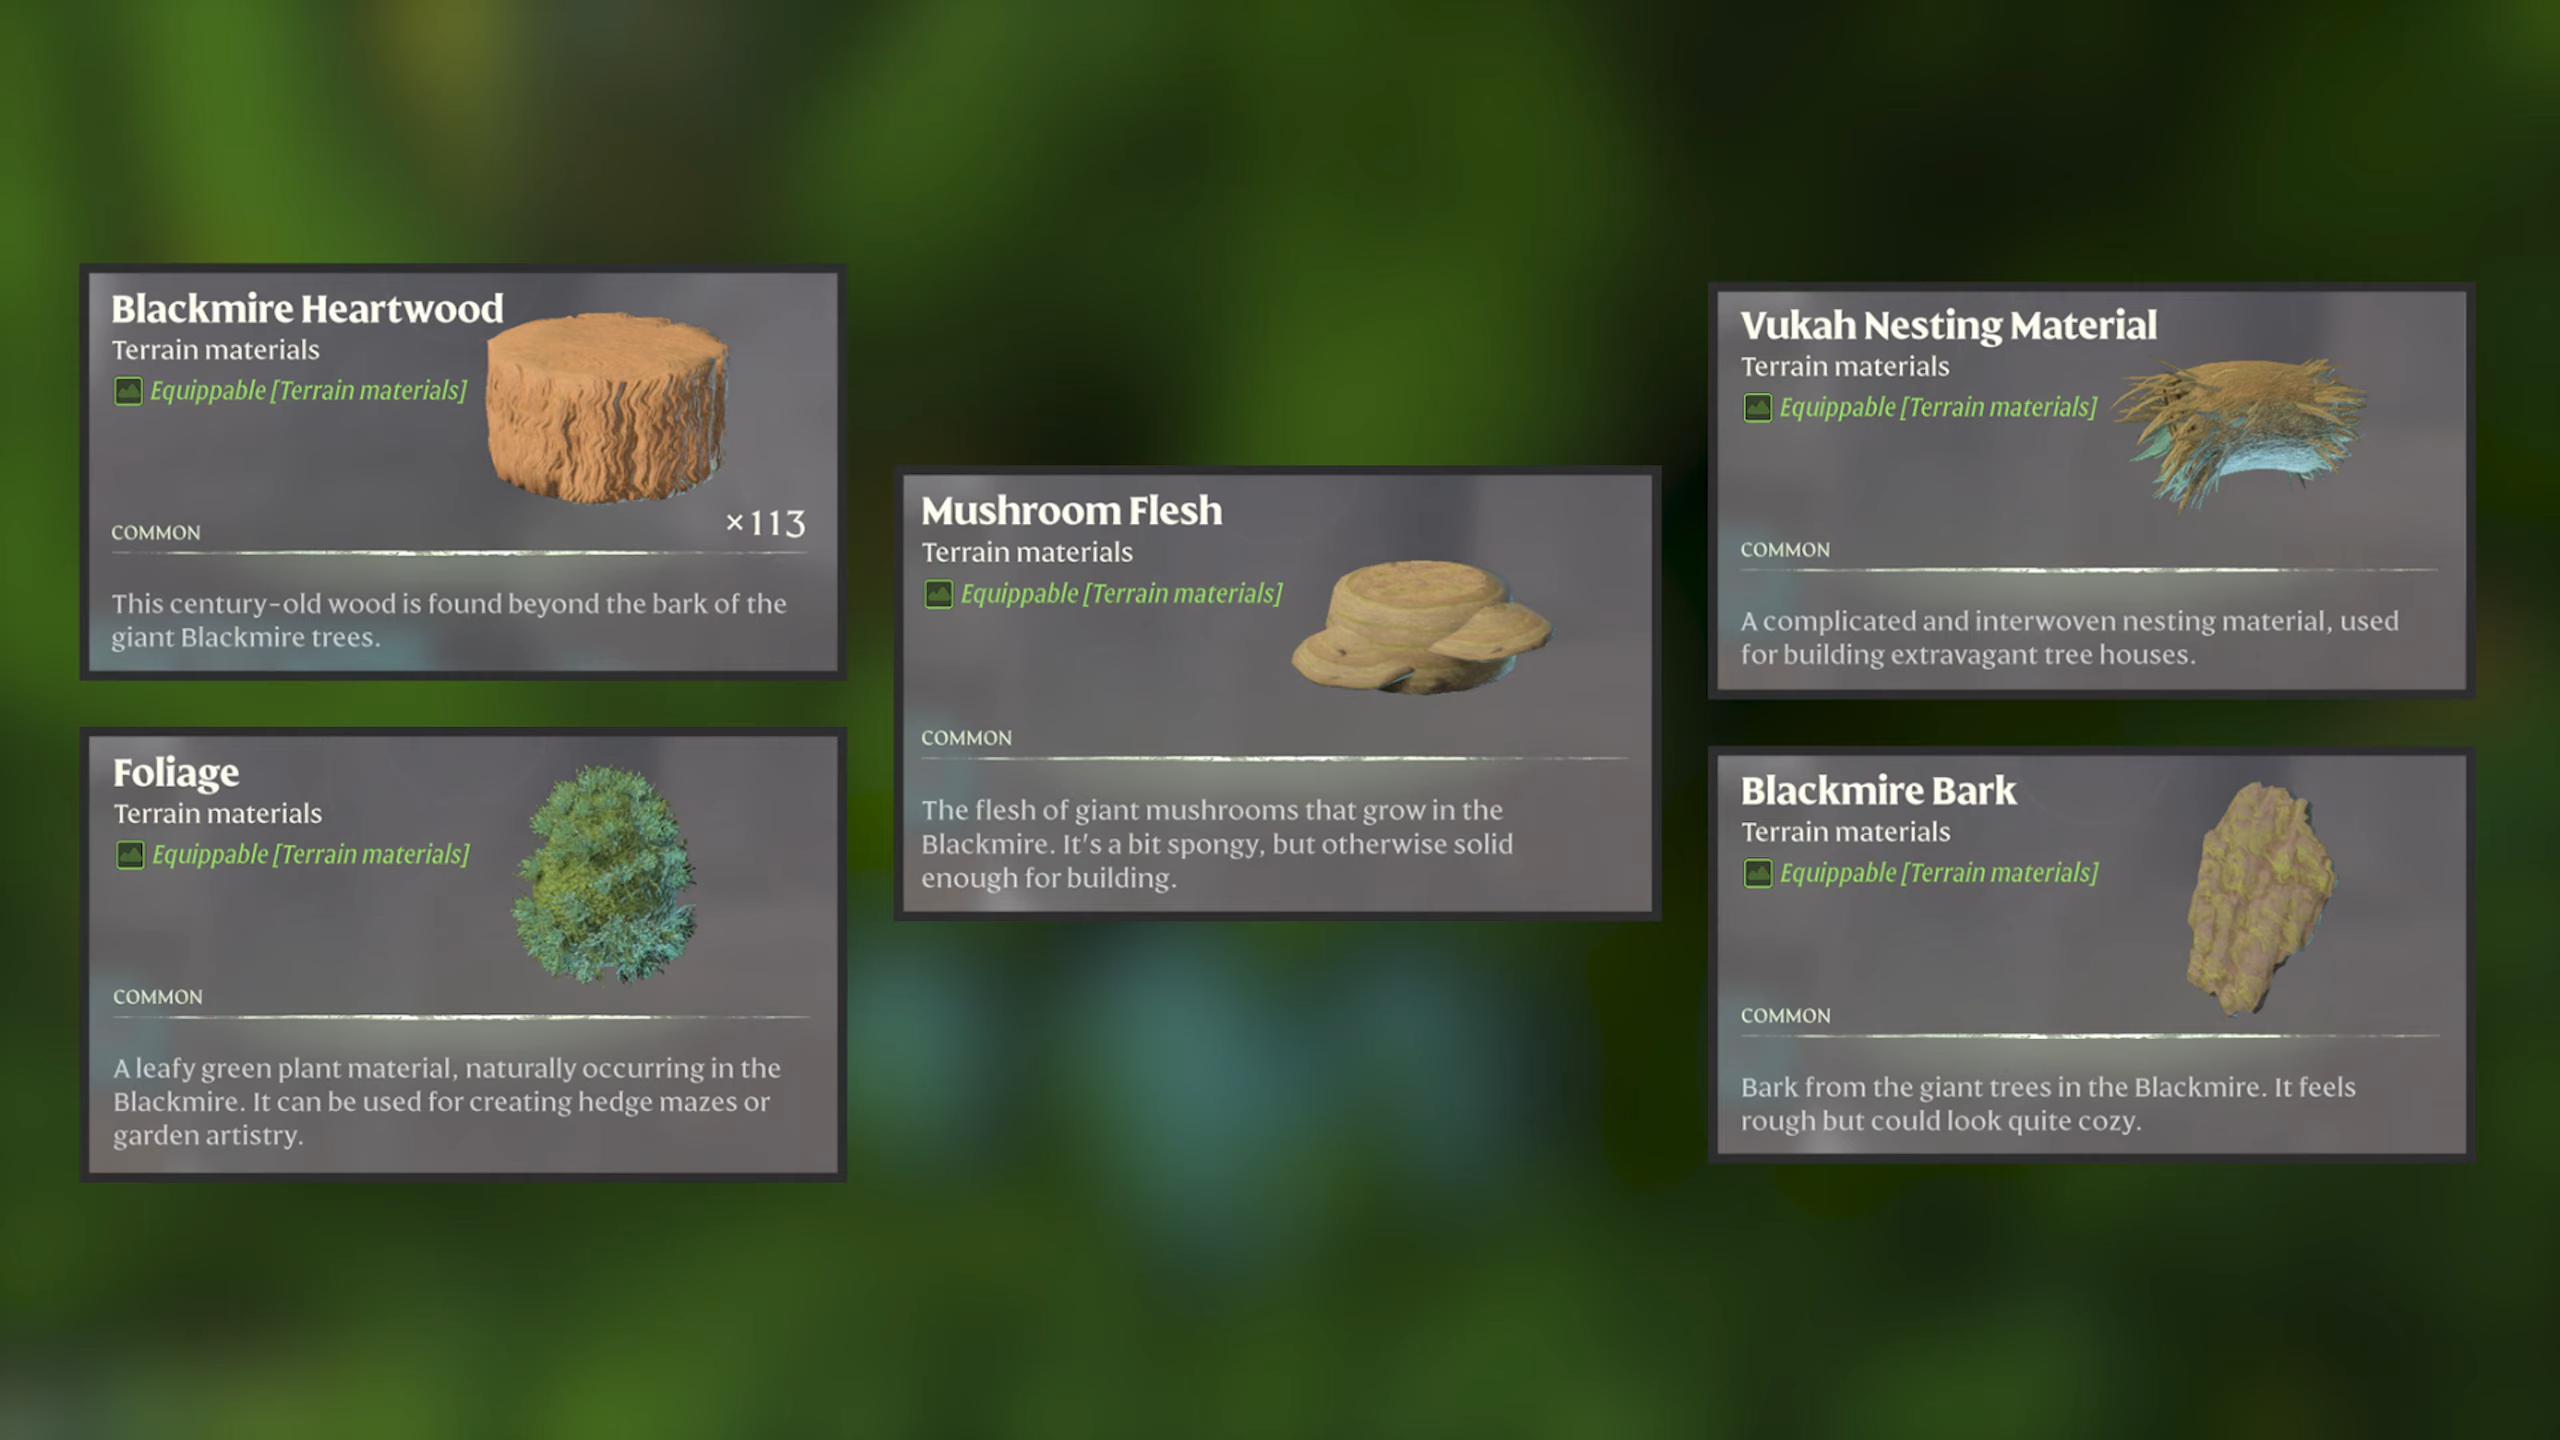 Blackmire Heartwood
Terrain materials
Equippable [Terrain materials]
×113
COMMON
This century-old wood is found beyond the bark of the
giant Blackmire trees.
Foliage
Terrain materials
Equippable [Terrain materials]
COMMON
A leafy green plant material, naturally occurring in the
Blackmire. It can be used for creating hedge mazes or
garden artistry.
Mushroom Flesh
Terrain materials
Equippable [Terrain materials]
COMMON
The flesh of giant mushrooms that grow in the
Blackmire. It's a bit spongy, but otherwise solid
enough for building.
Vukah Nesting Material
Terrain materials
Equippable [Terrain materials]
COMMON
A complicated and interwoven nesting material, used
for building extravagant tree houses.
Blackmire Bark
Terrain materials
Equippable [Terrain materials]
COMMON
Bark from the giant trees in the Blackmire. It feels
rough but could look quite cozy.